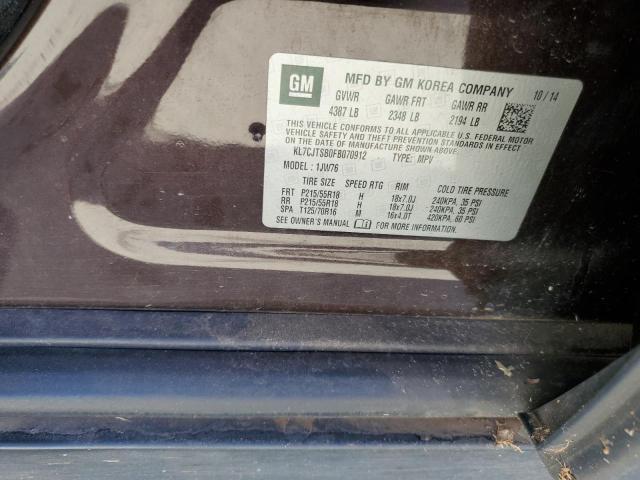 GM MFD BY GM KOREA COMPANY 10/14
GVWR GAWR FRT GAWR RR
4387 LB 2348 LB 2194 LB
THIS VEHICLE CONFORMS TO ALL APPLICABLE U.S. FEDERAL MOTOR
VEHICLE SAFETY AND THEFT PREVENTION STANDARDS IN EFFECT
ON THE DATE OF MANUFACTURE SHOWN ABOVE.
KL7CJTSB0FB070912 TYPE: MPV
MODEL: 1JW76
TIRE SIZE SPEED RTG RIM COLD TIRE PRESSURE
FRT P215/55R18 H 18x7.0J 240KPA, 35 PSI
RR P215/55R18 H 18x7.0J 240KPA, 35 PSI
SPA T125/70R16 M 16x4.0T 420KPA, 60 PSI
SEE OWNER'S MANUAL FOR MORE INFORMATION.